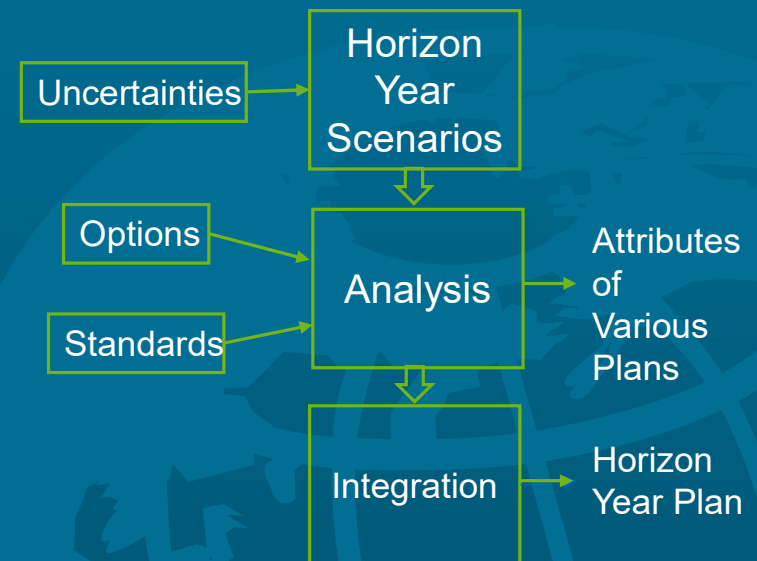 Horizon
Year
Scenarios
Uncertainties
Options
Standards
Analysis
Attributes
of
Various
Plans
Integration
Horizon
Year Plan